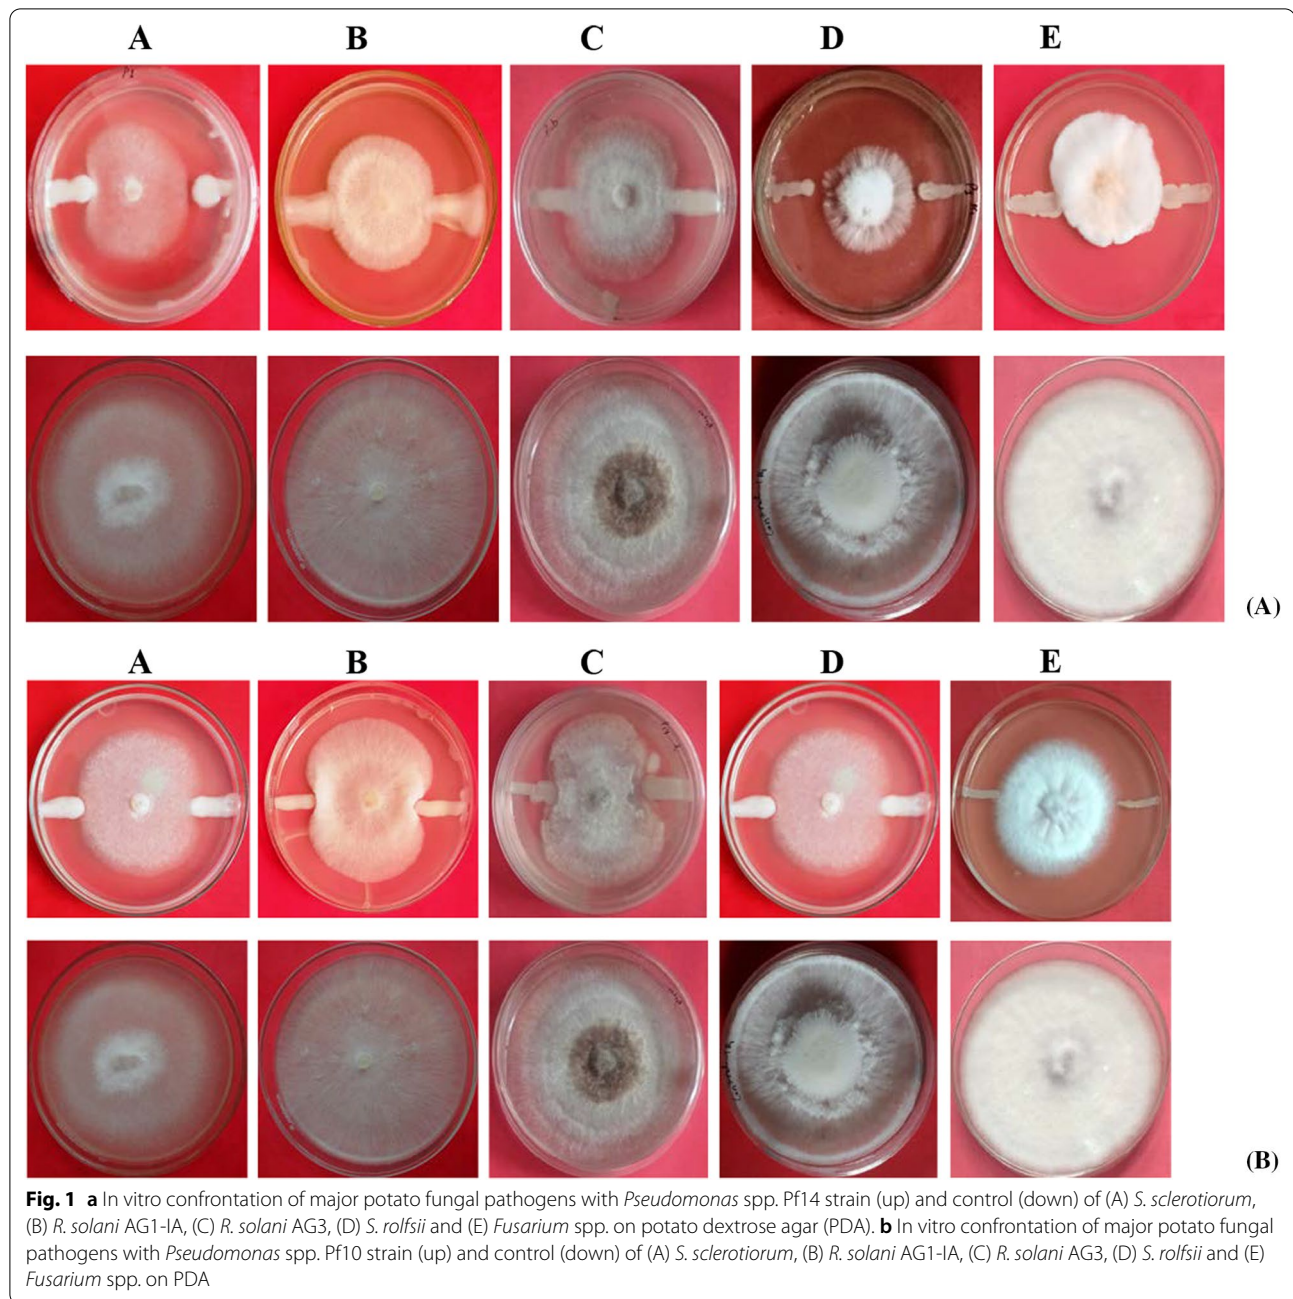 A B C D E
(A)
A B C D E
(B)
Fig. 1 a In vitro confrontation of major potato fungal pathogens with Pseudomonas spp. Pf14 strain (up) and control (down) of (A) S. sclerotiorum,
(B) R. solani AG1-IA, (C) R. solani AG3, (D) S. rolfsii and (E) Fusarium spp. on potato dextrose agar (PDA). b In vitro confrontation of major potato fungal
pathogens with Pseudomonas spp. Pf10 strain (up) and control (down) of (A) S. sclerotiorum, (B) R. solani AG1-IA, (C) R. solani AG3, (D) S. rolfsii and (E)
Fusarium spp. on PDA